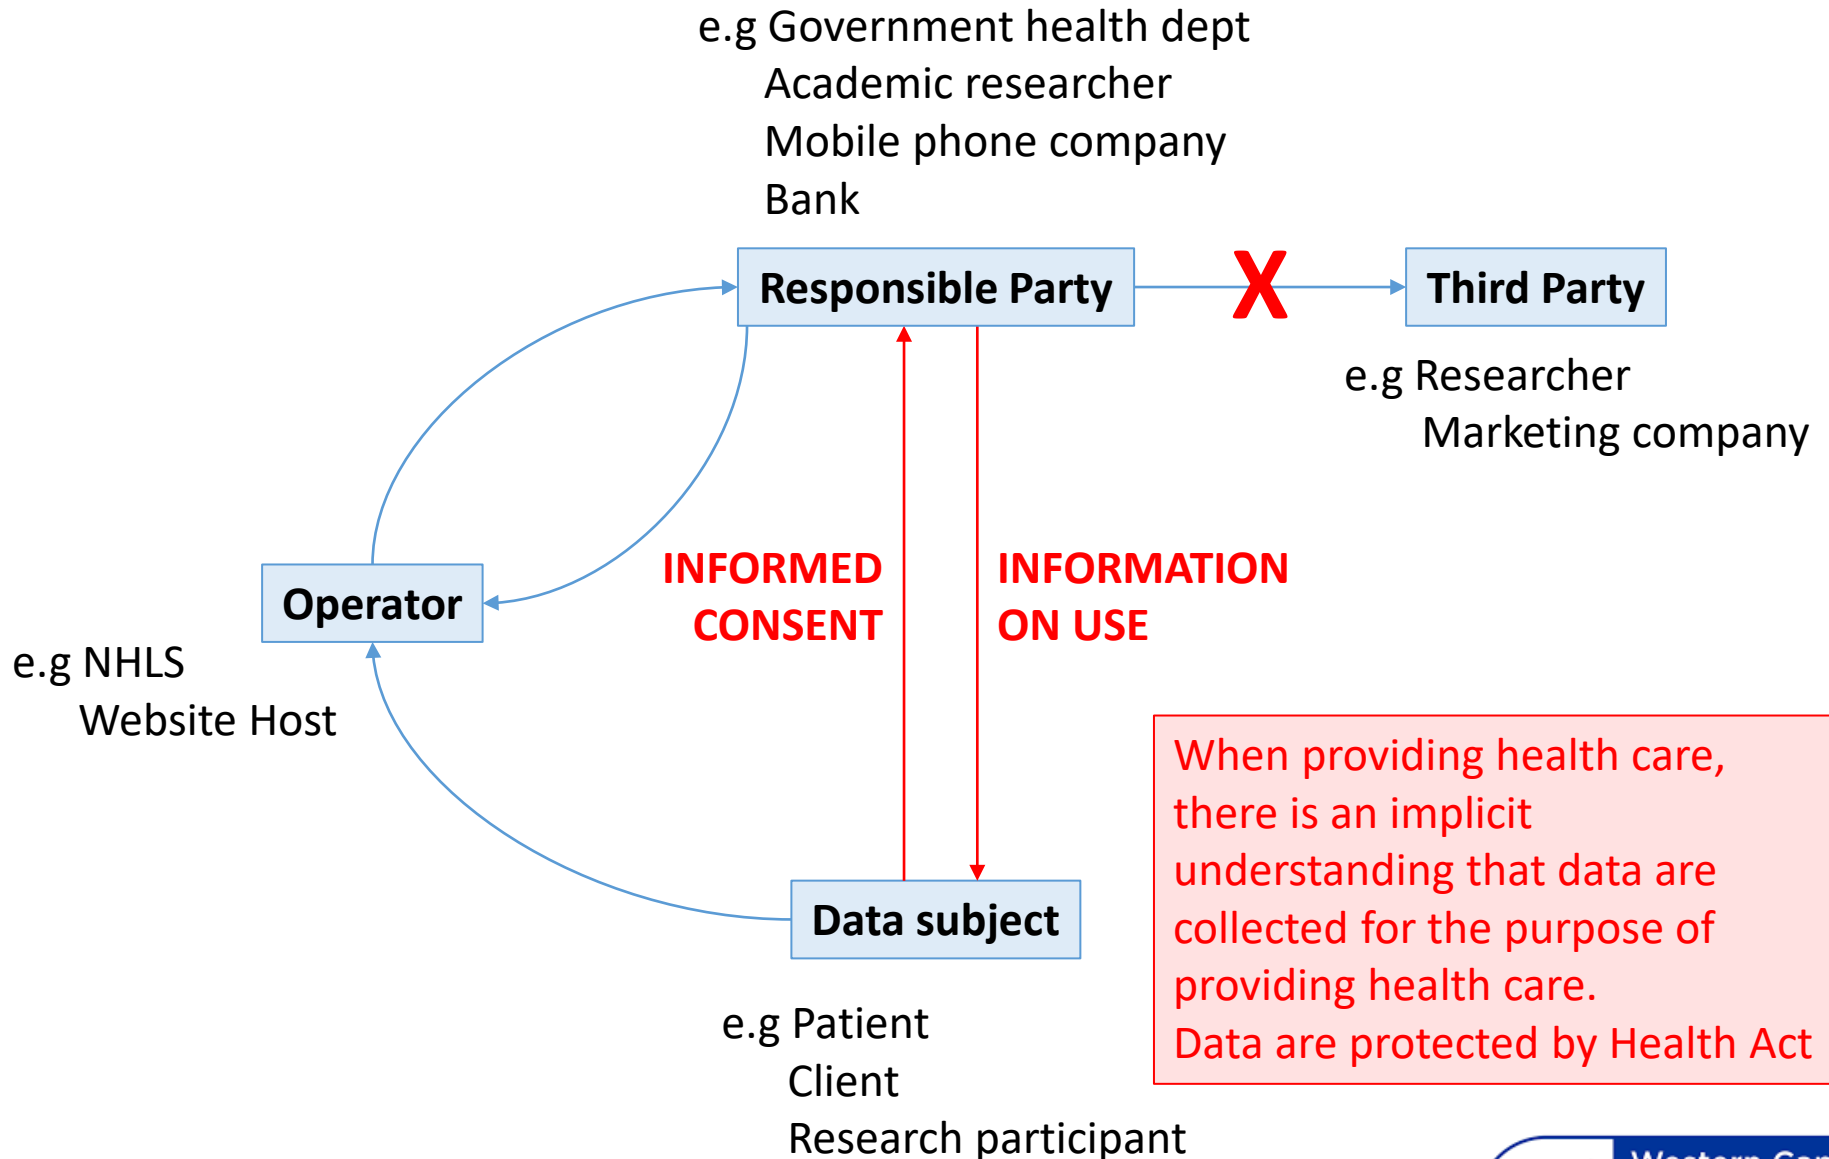 e.g Government health dept
Academic researcher
Mobile phone company
Bank
Responsible Party
X
Third Party
e.g Researcher
Marketing company
INFORMED
CONSENT
INFORMATION
ON USE
Operator
e.g NHLS
Website Host
When providing health care,
there is an implicit
understanding that data are
collected for the purpose of
providing health care.
Data are protected by Health Act
Data subject
e.g Patient
Client
Research participant